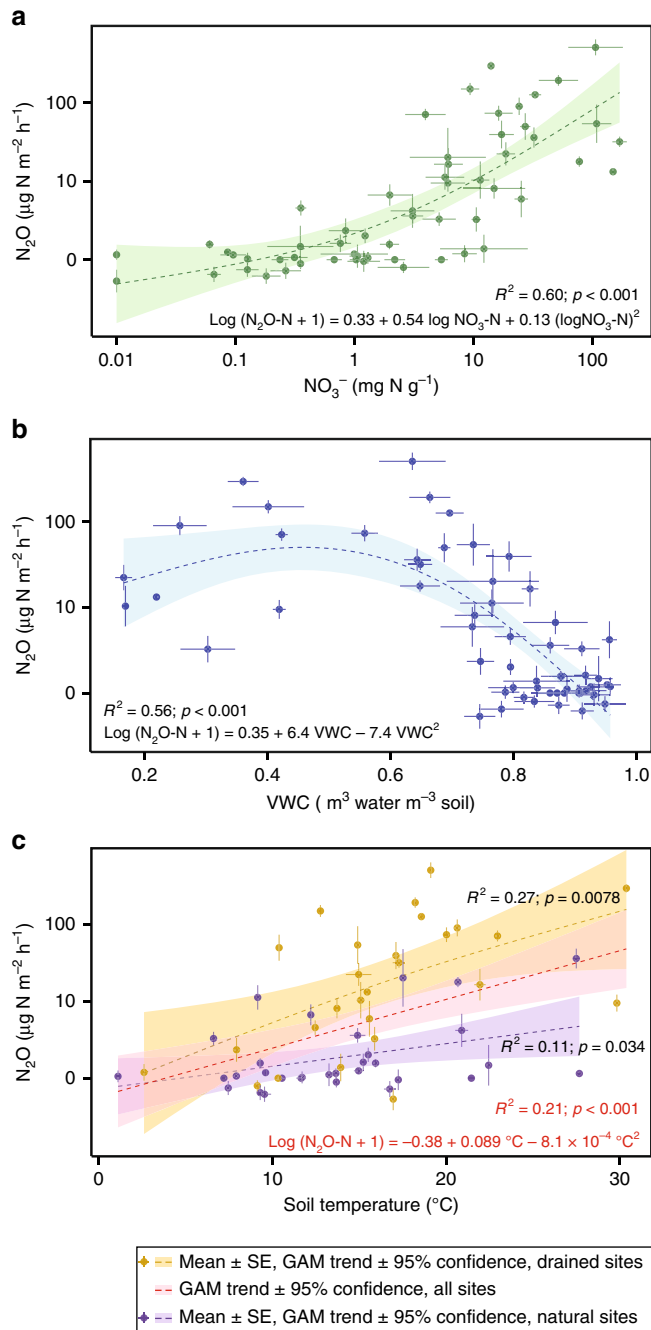 a
N₂O (µg N m⁻² h⁻¹)
100
10
0
R² = 0.60; p < 0.001
Log (N₂O-N + 1) = 0.33 + 0.54 log NO₃-N + 0.13 (logNO₃-N)²
0.01 0.1 1 10 100
NO₃⁻ (mg N g⁻¹)
b
N₂O (µg N m⁻² h⁻¹)
100
10
0
R² = 0.56; p < 0.001
Log (N₂O-N + 1) = 0.35 + 6.4 VWC – 7.4 VWC²
0.2 0.4 0.6 0.8 1.0
VWC ( m³ water m⁻³ soil)
c
N₂O (µg N m⁻² h⁻¹)
100
10
0
R² = 0.27; p = 0.0078
R² = 0.11; p = 0.034
R² = 0.21; p < 0.001
Log (N₂O-N + 1) = –0.38 + 0.089 °C – 8.1 × 10⁻⁴ °C²
0 10 20 30
Soil temperature (°C)
Mean ± SE, GAM trend ± 95% confidence, drained sites
GAM trend ± 95% confidence, all sites
Mean ± SE, GAM trend ± 95% confidence, natural sites